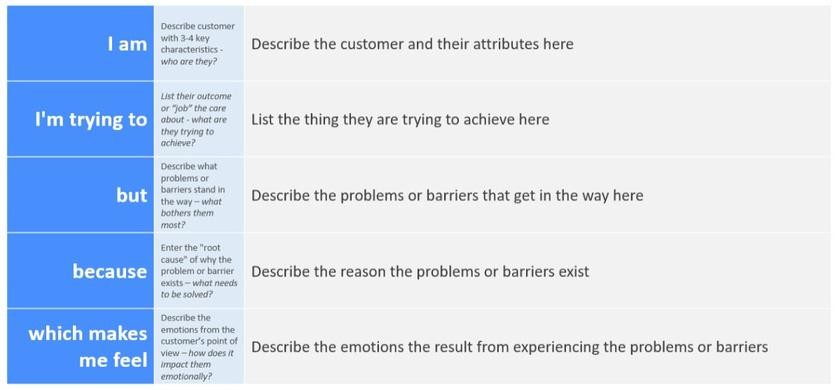 I am
Describe customer
with 3-4 key
characteristics -
who are they?
Describe the customer and their attributes here
I'm trying to
List their outcome
or "job" the care
about - what are
they trying to
achieve?
List the thing they are trying to achieve here
but
Describe what
problems or
barriers stand in
the way – what
bothers them
most?
Describe the problems or barriers that get in the way here
because
Enter the "root
cause" of why the
problem or barrier
exists – what needs
to be solved?
Describe the reason the problems or barriers exist
which makes
me feel
Describe the
emotions from the
customer's point of
view – how does it
impact them
emotionally?
Describe the emotions the result from experiencing the problems or barriers